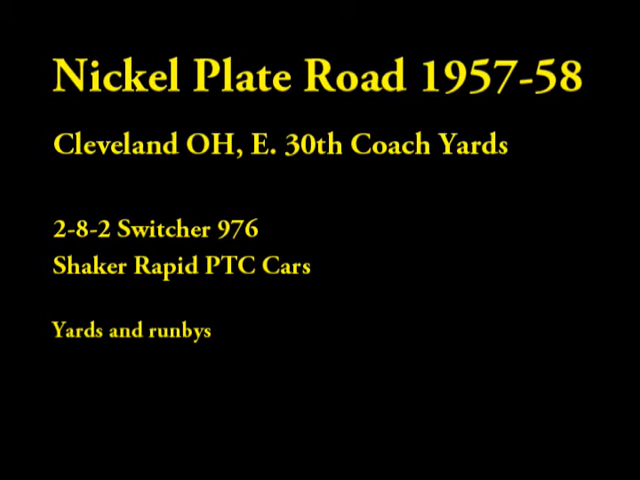 Nickel Plate Road 1957-58
Cleveland OH, E. 30th Coach Yards
2-8-2 Switcher 976
Shaker Rapid PTC Cars
Yards and runbys